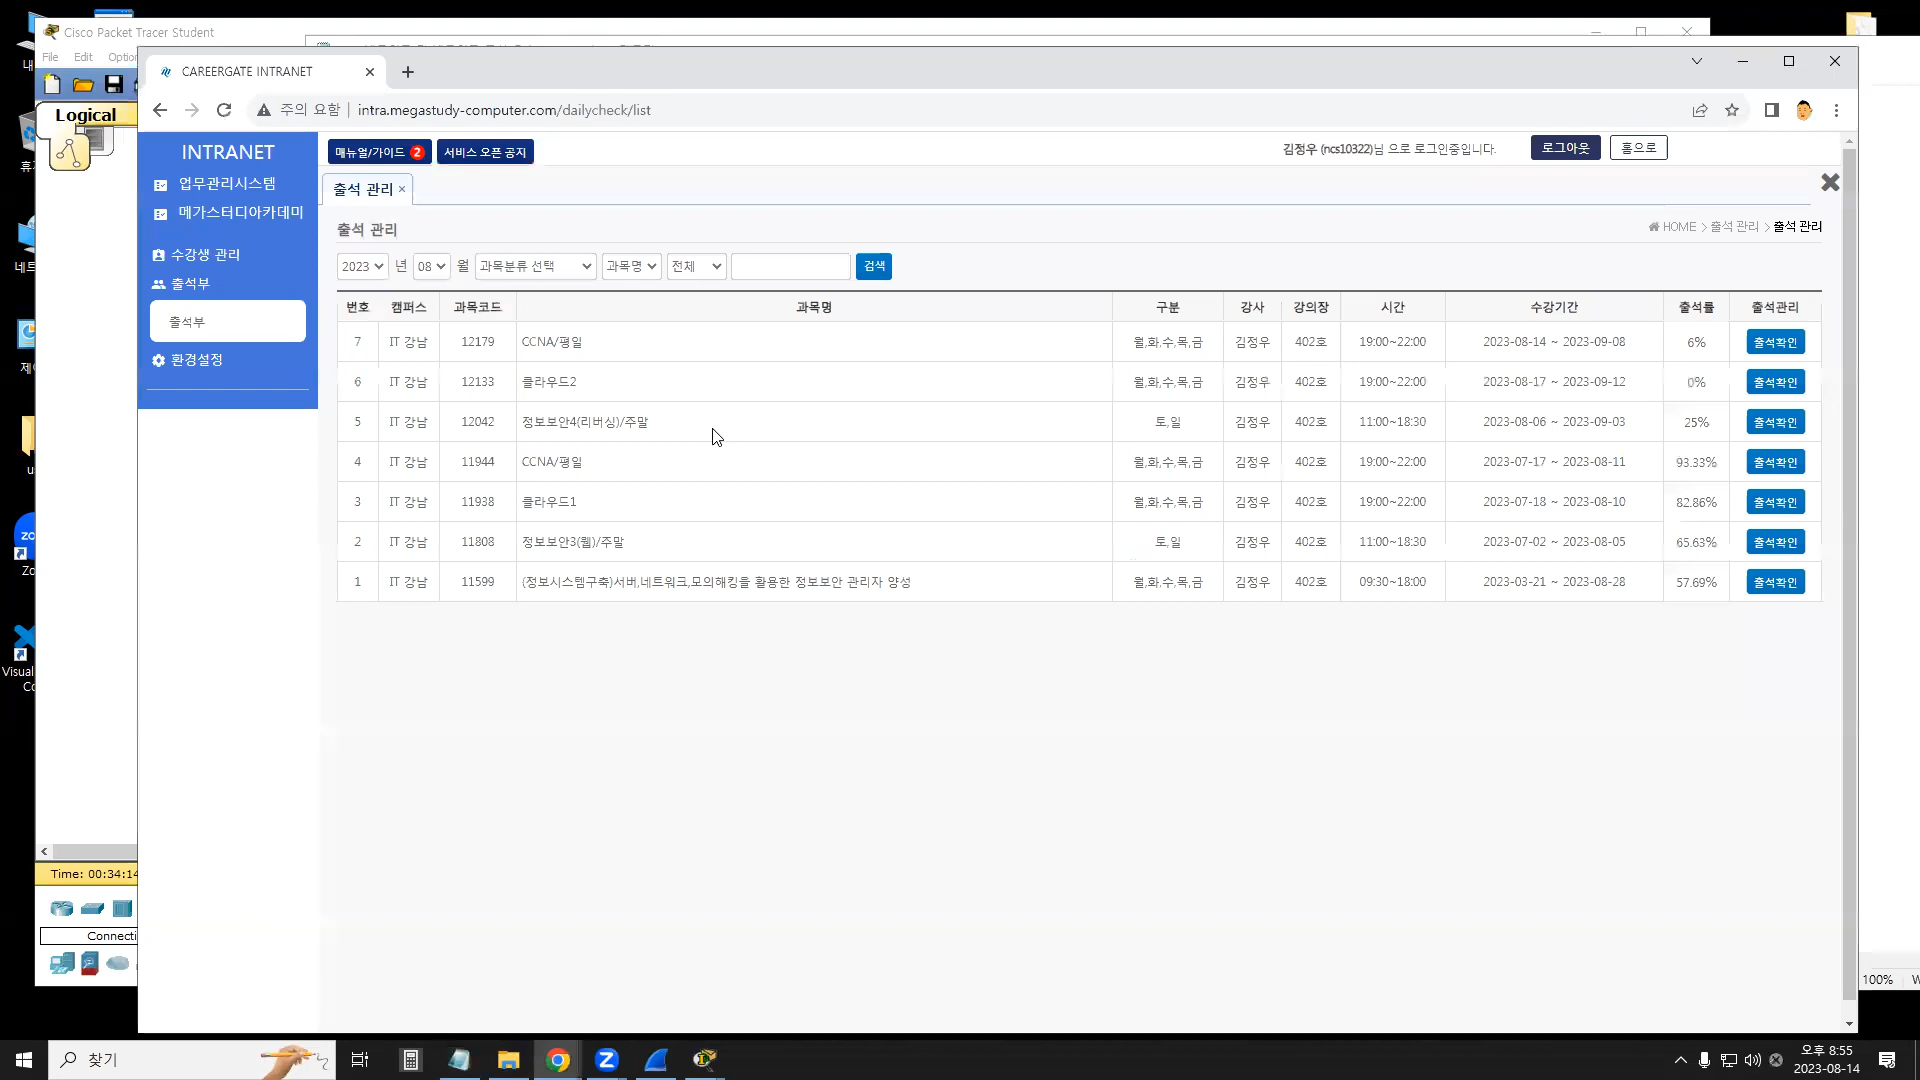 Cisco Packet Tracer Student
File Edit Option
Logical
CAREERGATE INTRANET
주의 요함 | intra.megastudy-computer.com/dailycheck/list
INTRANET
매뉴얼/가이드 2 서비스 오픈 공지
김정우 (ncs10322)님 으로 로그인중입니다. 로그아웃 홈으로
업무관리시스템
메가스터디아카데미
수강생 관리
출석부
출석부
환경설정
출석 관리 ×
출석 관리
HOME > 출석 관리 > 출석 관리
2023 년 08 월 과목분류 선택 과목명 전체 검색
번호 캠퍼스 과목코드 과목명 구분 강사 강의장 시간 수강기간 출석률 출석관리
7 IT 강남 12179 CCNA/평일 월,화,수,목,금 김정우 402호 19:00~22:00 2023-08-14 ~ 2023-09-08 6% 출석확인
6 IT 강남 12133 클라우드2 월,화,수,목,금 김정우 402호 19:00~22:00 2023-08-17 ~ 2023-09-12 0% 출석확인
5 IT 강남 12042 정보보안4(리버싱)/주말 토,일 김정우 402호 11:00~18:30 2023-08-06 ~ 2023-09-03 25% 출석확인
4 IT 강남 11944 CCNA/평일 월,화,수,목,금 김정우 402호 19:00~22:00 2023-07-17 ~ 2023-08-11 93.33% 출석확인
3 IT 강남 11938 클라우드1 월,화,수,목,금 김정우 402호 19:00~22:00 2023-07-18 ~ 2023-08-10 82.86% 출석확인
2 IT 강남 11808 정보보안3(웹)/주말 토,일 김정우 402호 11:00~18:30 2023-07-02 ~ 2023-08-05 65.63% 출석확인
1 IT 강남 11599 (정보시스템구축)서버,네트워크,모의해킹을 활용한 정보보안 관리자 양성 월,화,수,목,금 김정우 402호 09:30~18:00 2023-03-21 ~ 2023-08-28 57.69% 출석확인
Time: 00:34:14
Connecti
Visual
100%
찾기
오후 8:55
2023-08-14